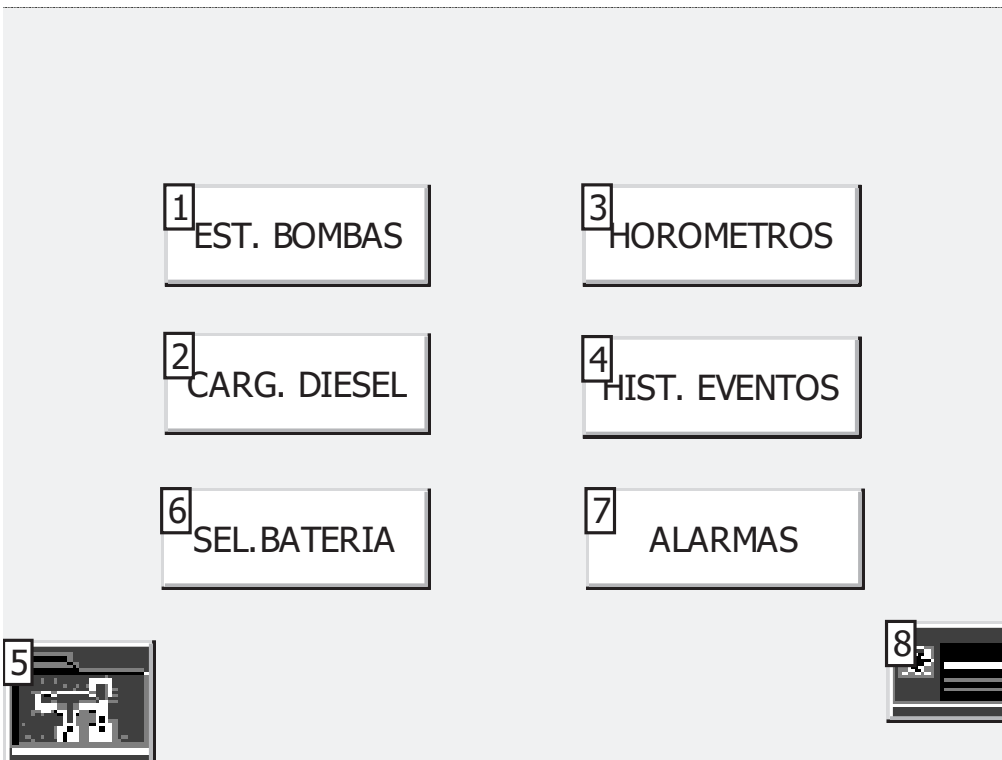 1
EST. BOMBAS
3
HOROMETROS
2
CARG. DIESEL
4
HIST. EVENTOS
6
SEL.BATERIA
7
ALARMAS
5
8